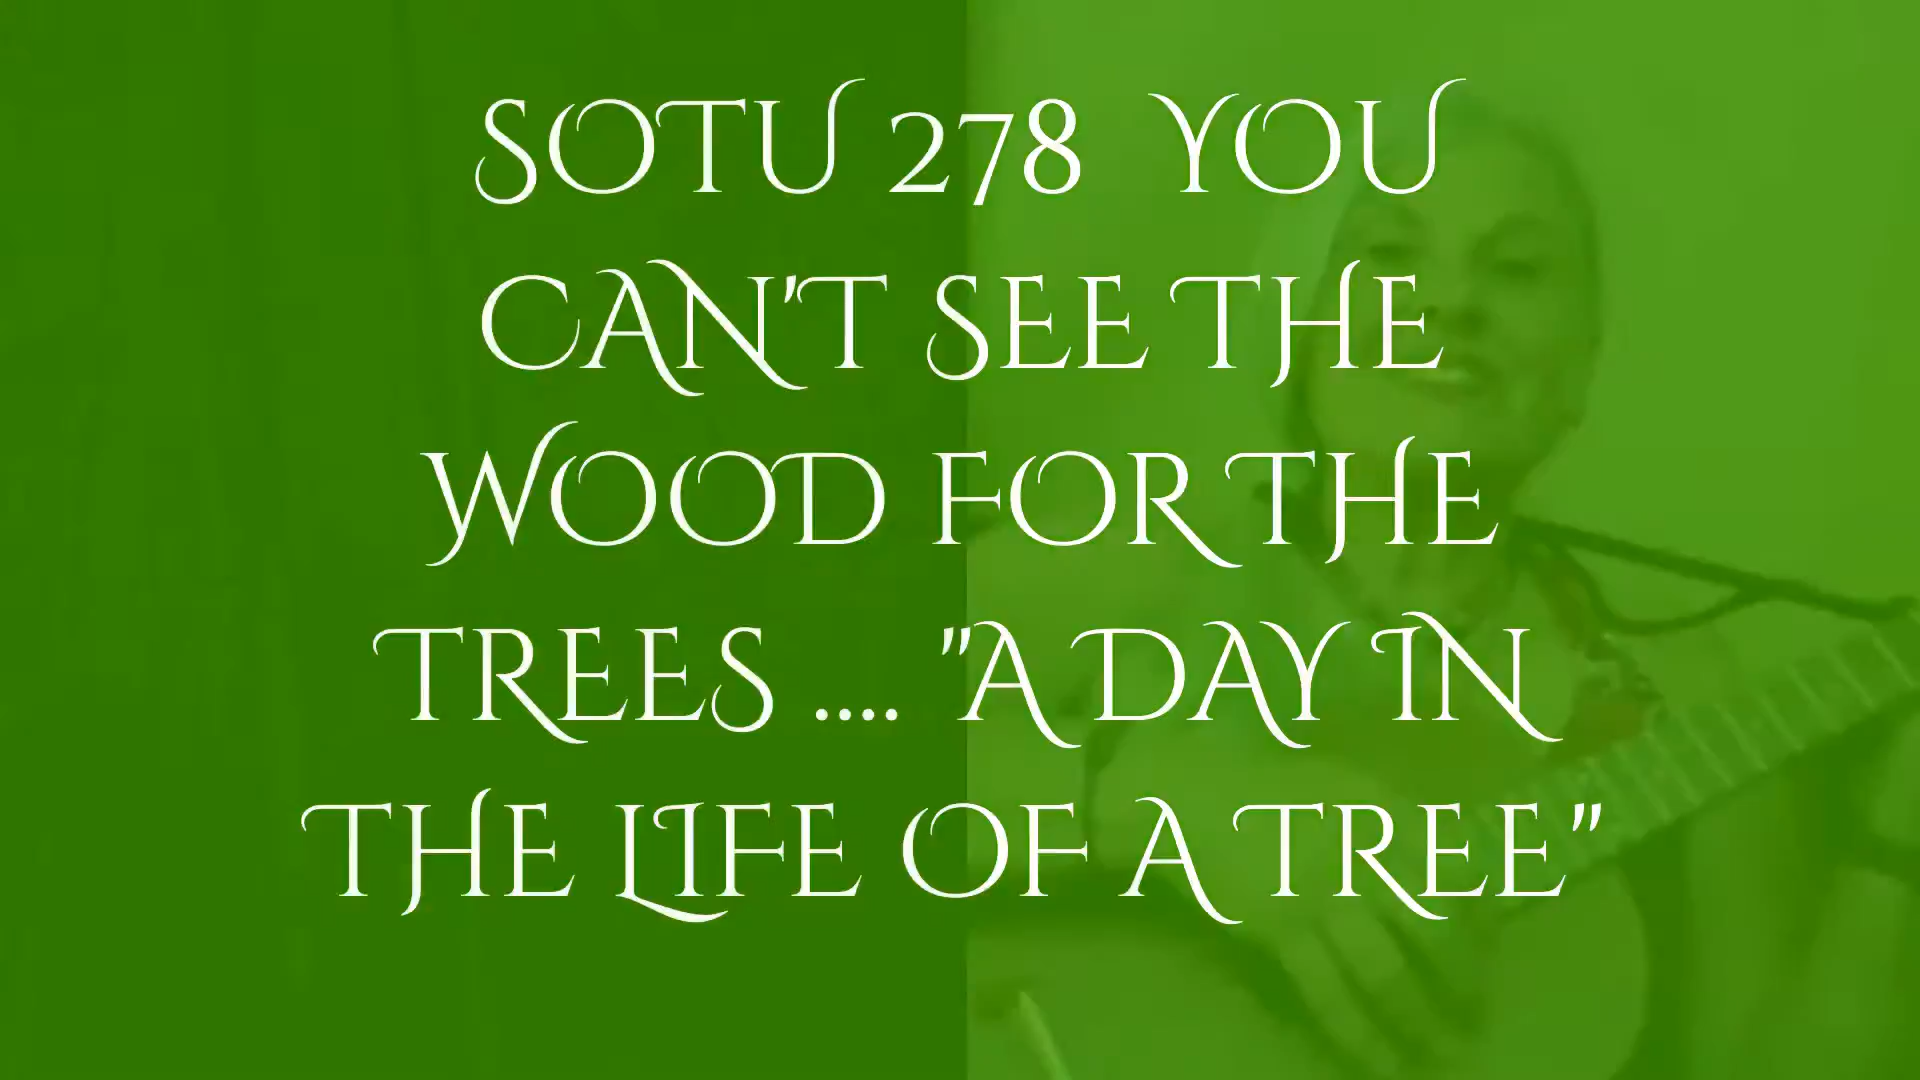 SOTU 278 YOU
CAN'T SEE THE
WOOD FOR THE
TREES .... "A DAY IN
THE LIFE OF A TREE"